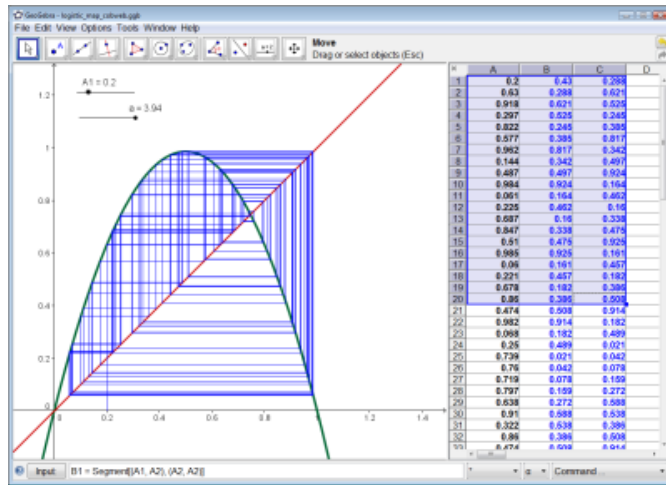 GeoGebra - logistic_map_cobweb.ggb
File Edit View Options Tools Window Help
Move
Drag or select objects (Esc)
A1 = 0.2
a = 3.94
1.2
1
0.8
0.6
0.4
0.2
0
0 0.2 0.4 0.6 0.8 1 1.2 1.4
A B C D
1 0.2 0.43 0.288
2 0.63 0.288 0.621
3 0.918 0.621 0.525
4 0.297 0.525 0.245
5 0.822 0.245 0.385
6 0.577 0.385 0.817
7 0.962 0.817 0.342
8 0.144 0.342 0.497
9 0.487 0.497 0.924
10 0.984 0.924 0.164
11 0.061 0.164 0.462
12 0.225 0.462 0.16
13 0.687 0.16 0.338
14 0.847 0.338 0.475
15 0.51 0.475 0.925
16 0.985 0.925 0.161
17 0.06 0.161 0.457
18 0.221 0.457 0.182
19 0.678 0.182 0.386
20 0.86 0.386 0.508
21 0.474 0.508 0.914
22 0.982 0.914 0.182
23 0.068 0.182 0.489
24 0.25 0.489 0.021
25 0.739 0.021 0.042
26 0.76 0.042 0.078
27 0.719 0.078 0.159
28 0.797 0.159 0.272
29 0.638 0.272 0.588
30 0.91 0.588 0.538
31 0.322 0.538 0.386
32 0.86 0.386 0.508
33 0.474 0.508 0.914
Input B1 = Segment[(A1, A2), (A2, A2)]
α Command ...